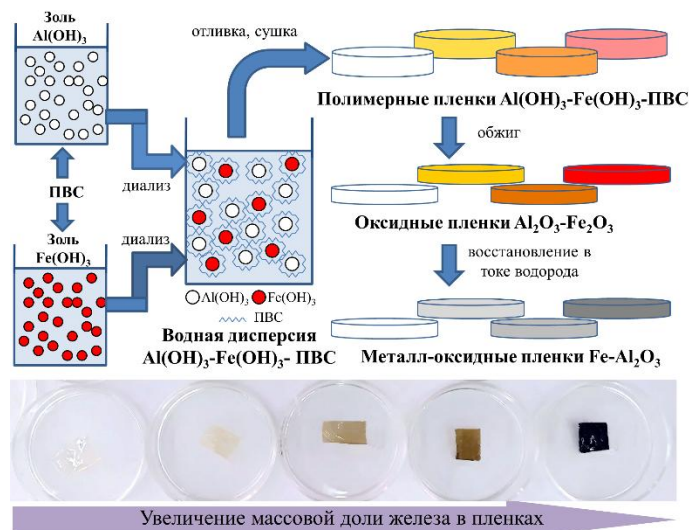 Золь
Al(OH)3
отливка, сушка
Полимерные пленки Al(OH)3-Fe(OH)3-ПВС
обжиг
диализ
ПВС
диализ
Золь
Fe(OH)3
Оксидные пленки Al2O3-Fe2O3
восстановление в
токе водорода
Al(OH)3 Fe(OH)3
ПВС
Водная дисперсия
Al(OH)3-Fe(OH)3- ПВС
Металл-оксидные пленки Fe-Al2O3
Увеличение массовой доли железа в пленках